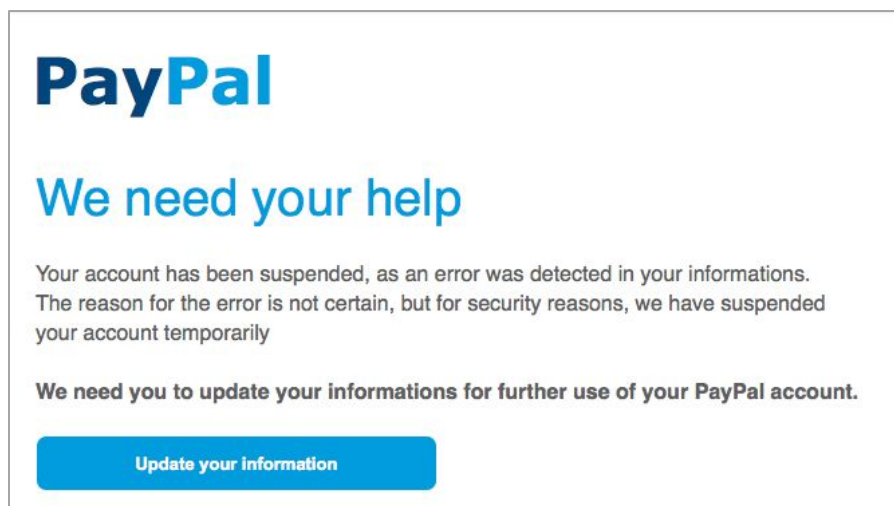 PayPal
We need your help
Your account has been suspended, as an error was detected in your informations.
The reason for the error is not certain, but for security reasons, we have suspended
your account temporarily
We need you to update your informations for further use of your PayPal account.
Update your information